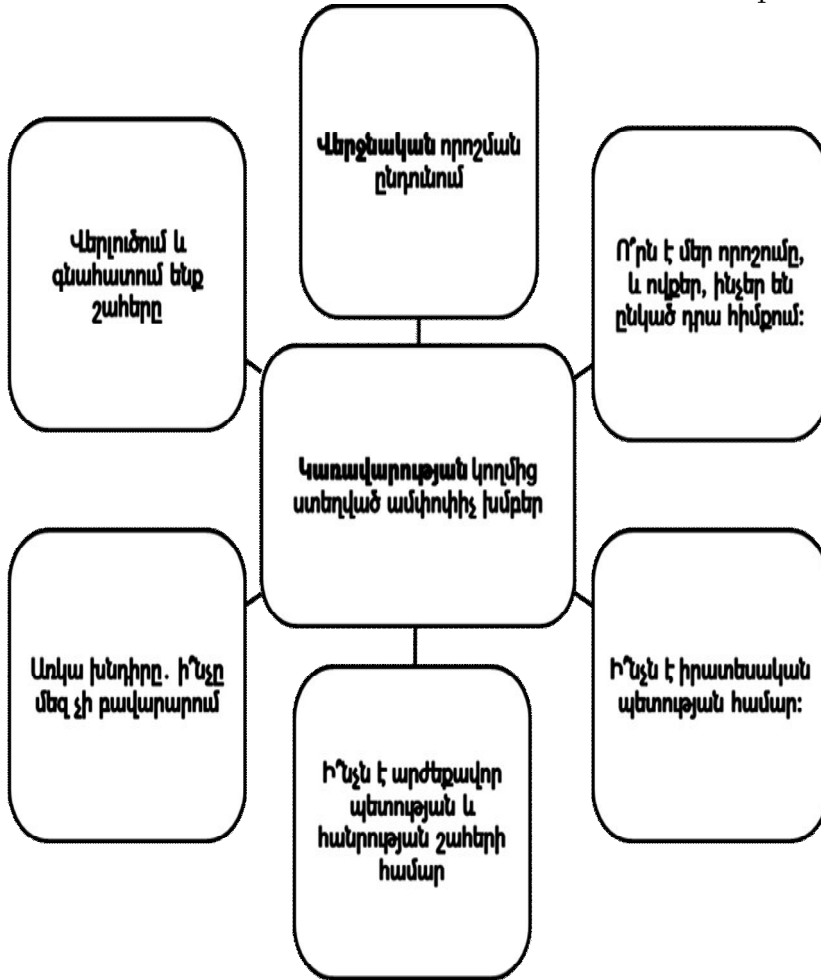 Վերջնական որոշման
ընդունում
Վերլուծում և
գնահատում ենք
շահերը
Ո՞րն է մեր որոշումը,
և ովքեր, ինչեր են
ընկած դրա հիմքում:
Կառավարության կողմից
ստեղված ամփոփիչ խմբեր
Առկա խնդիրը. ի՞նչը
մեզ չի բավարարում
Ի՞նչն է իրատեսական
պետության համար:
Ի՞նչն է արժեքավոր
պետության և
հանրության շահերի
համար